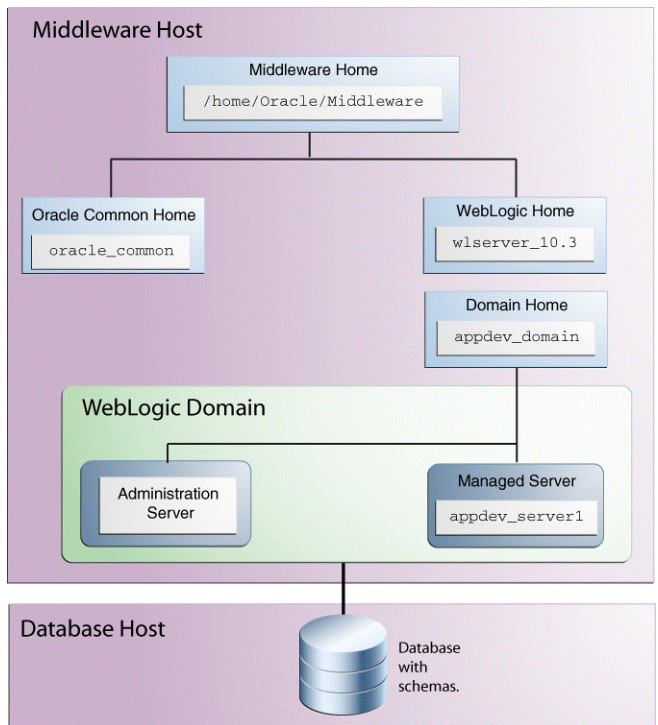 Middleware Host
Middleware Home
/home/Oracle/Middleware
Oracle Common Home
oracle_common
WebLogic Home
wlserver_10.3
Domain Home
appdev_domain
WebLogic Domain
Administration
Server
Managed Server
appdev_server1
Database Host
Database
with
schemas.